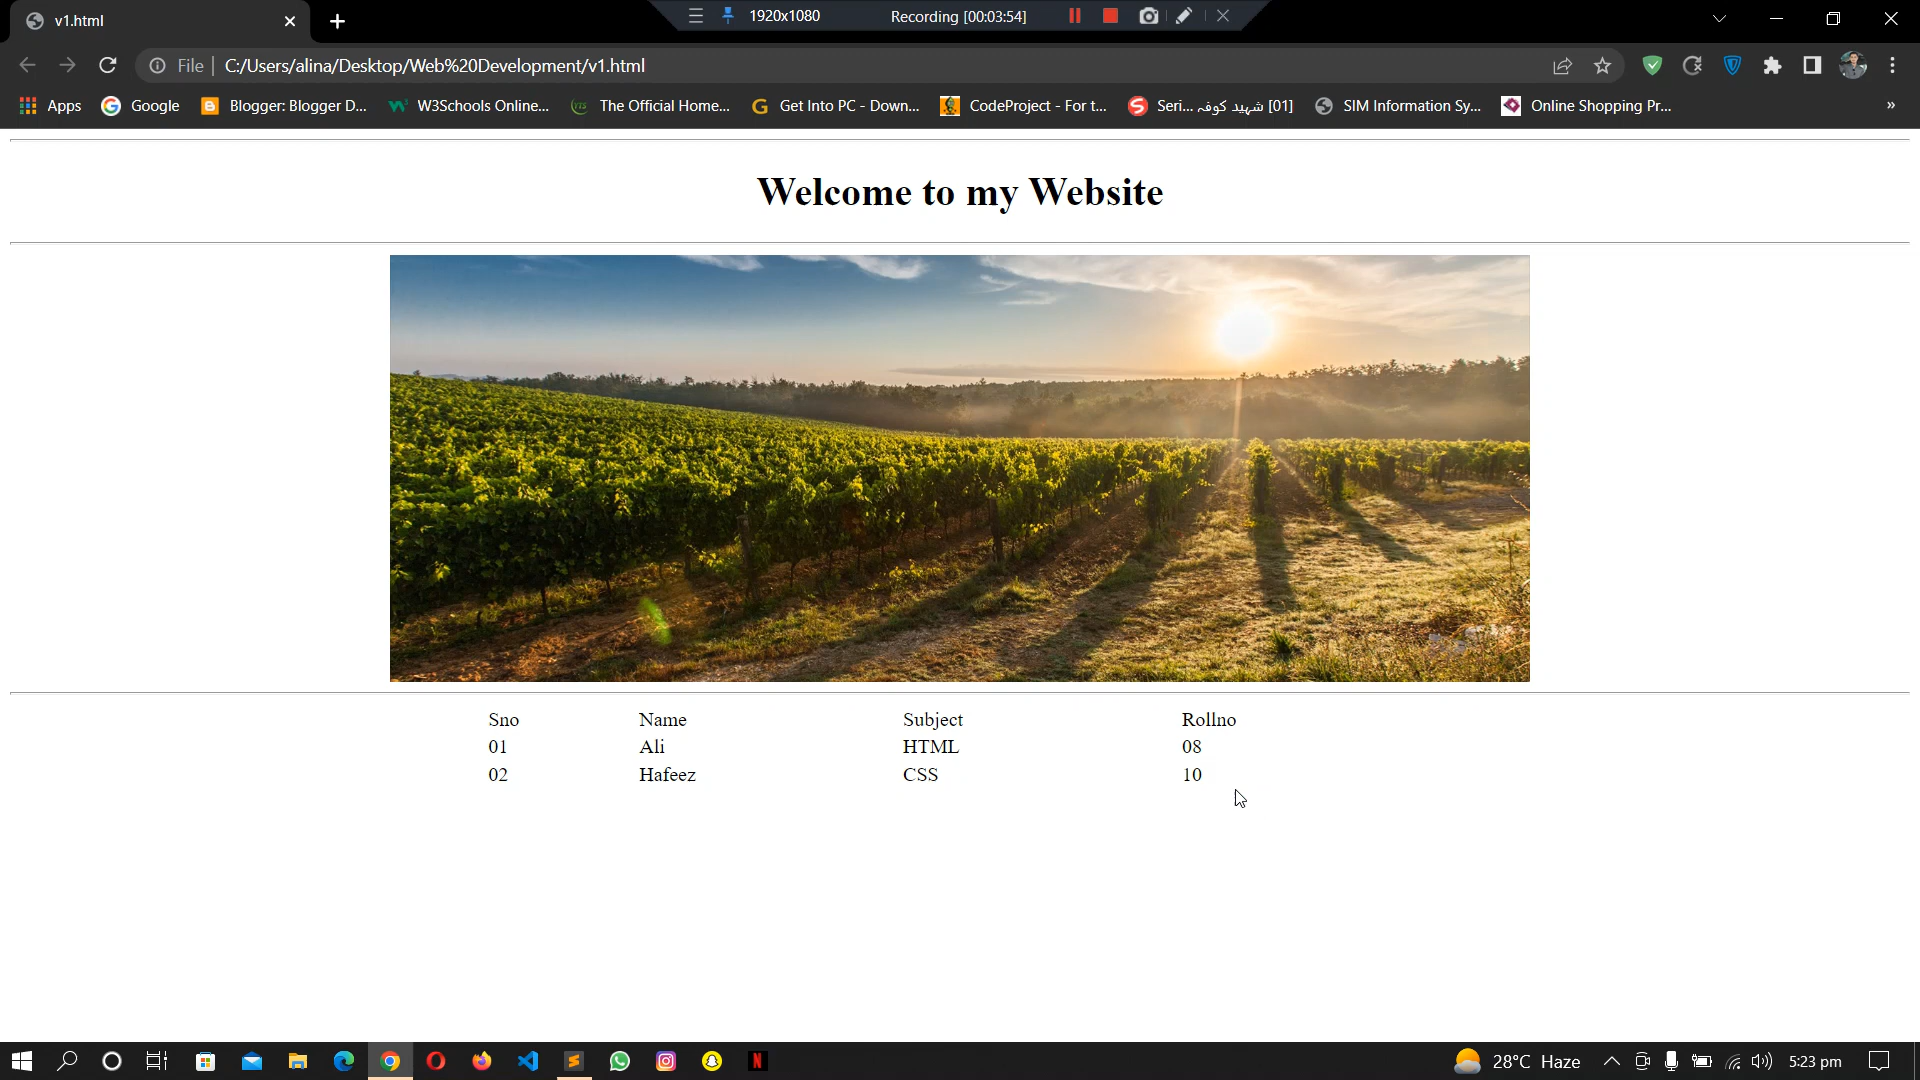 v1.html
1920x1080 Recording [00:03:54]
File C:/Users/alina/Desktop/Web%20Development/v1.html
Apps Google Blogger: Blogger D... W3Schools Online... The Official Home... Get Into PC - Down... CodeProject - For t... Seri... شہید کوفہ [01] SIM Information Sy... Online Shopping Pr... »
Welcome to my Website
Sno Name Subject Rollno
01 Ali HTML 08
02 Hafeez CSS 10
28°C Haze 5:23 pm